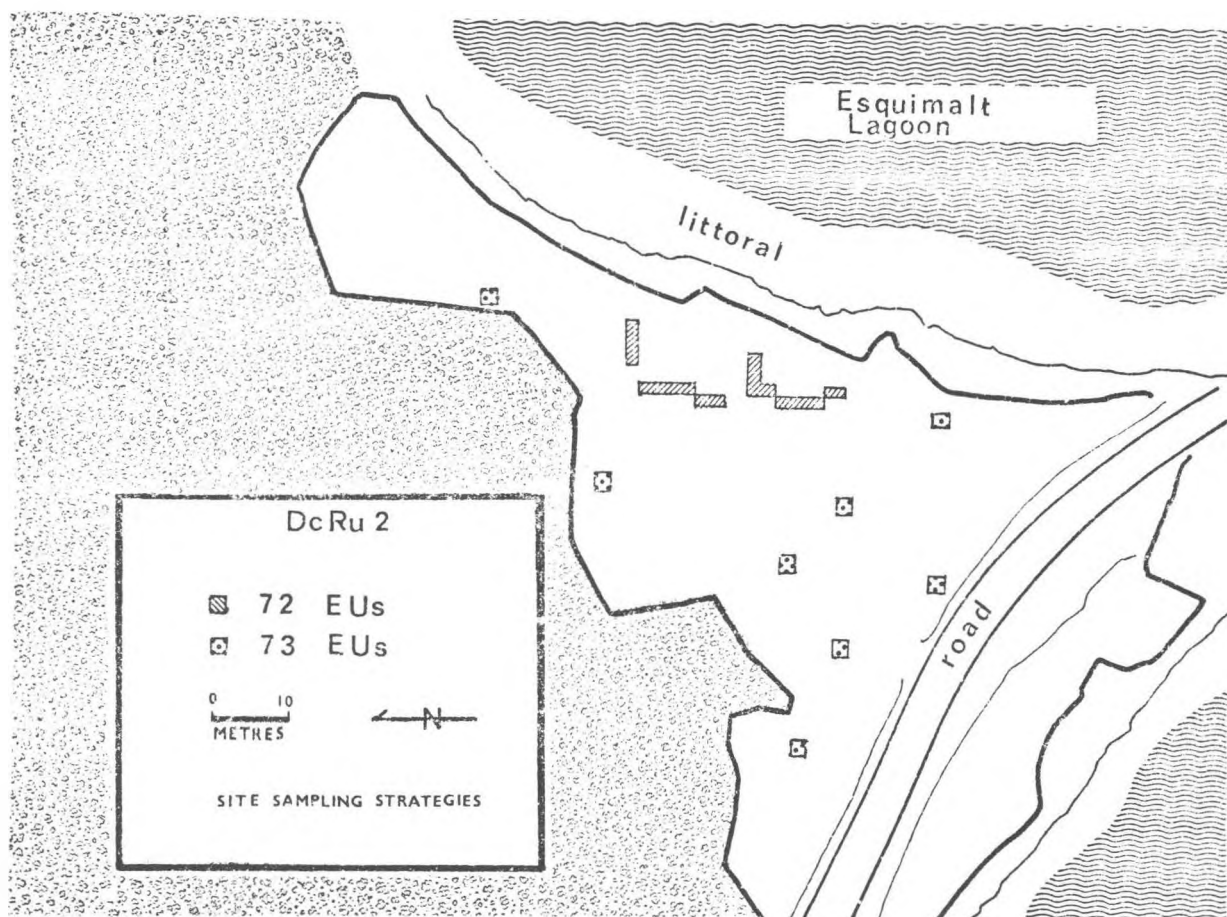 Esquimalt
Lagoon
littoral
road
DcRu 2
72 EUs
73 EUs
0 10
METRES
N
SITE SAMPLING STRATEGIES